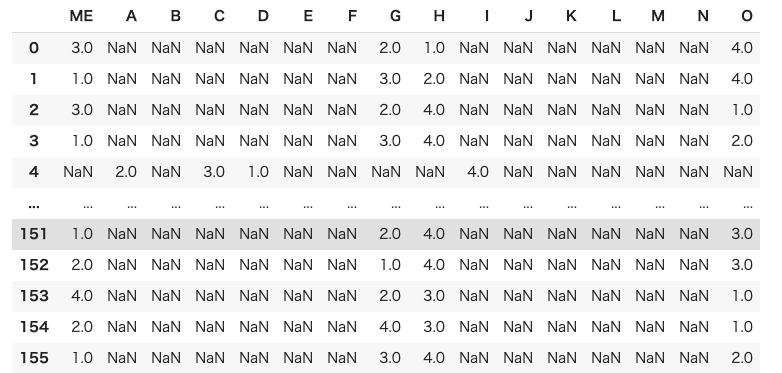 ME A B C D E F G H I J K L M N O
0 3.0 NaN NaN NaN NaN NaN NaN 2.0 1.0 NaN NaN NaN NaN NaN NaN 4.0
1 1.0 NaN NaN NaN NaN NaN NaN 3.0 2.0 NaN NaN NaN NaN NaN NaN 4.0
2 3.0 NaN NaN NaN NaN NaN NaN 2.0 4.0 NaN NaN NaN NaN NaN NaN 1.0
3 1.0 NaN NaN NaN NaN NaN NaN 3.0 4.0 NaN NaN NaN NaN NaN NaN 2.0
4 NaN 2.0 NaN 3.0 1.0 NaN NaN NaN NaN 4.0 NaN NaN NaN NaN NaN NaN
... ... ... ... ... ... ... ... ... ... ... ... ... ... ... ... ...
151 1.0 NaN NaN NaN NaN NaN NaN 2.0 4.0 NaN NaN NaN NaN NaN NaN 3.0
152 2.0 NaN NaN NaN NaN NaN NaN 1.0 4.0 NaN NaN NaN NaN NaN NaN 3.0
153 4.0 NaN NaN NaN NaN NaN NaN 2.0 3.0 NaN NaN NaN NaN NaN NaN 1.0
154 2.0 NaN NaN NaN NaN NaN NaN 4.0 3.0 NaN NaN NaN NaN NaN NaN 1.0
155 1.0 NaN NaN NaN NaN NaN NaN 3.0 4.0 NaN NaN NaN NaN NaN NaN 2.0